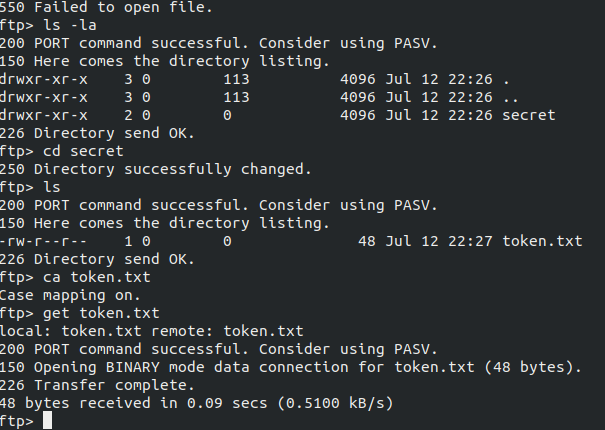 550 Failed to open file.
ftp> ls -la
200 PORT command successful. Consider using PASV.
150 Here comes the directory listing.
drwxr-xr-x    3 0        113          4096 Jul 12 22:26 .
drwxr-xr-x    3 0        113          4096 Jul 12 22:26 ..
drwxr-xr-x    2 0        0            4096 Jul 12 22:26 secret
226 Directory send OK.
ftp> cd secret
250 Directory successfully changed.
ftp> ls
200 PORT command successful. Consider using PASV.
150 Here comes the directory listing.
-rw-r--r--    1 0        0              48 Jul 12 22:27 token.txt
226 Directory send OK.
ftp> ca token.txt
Case mapping on.
ftp> get token.txt
local: token.txt remote: token.txt
200 PORT command successful. Consider using PASV.
150 Opening BINARY mode data connection for token.txt (48 bytes).
226 Transfer complete.
48 bytes received in 0.09 secs (0.5100 kB/s)
ftp>